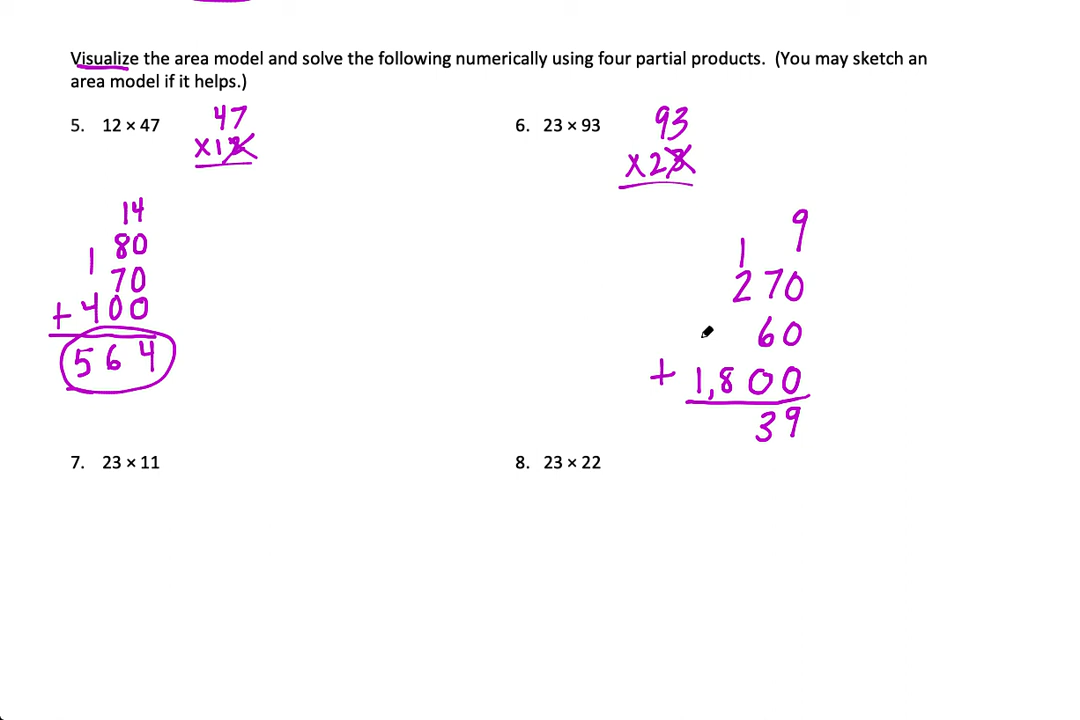 Visualize the area model and solve the following numerically using four partial products. (You may sketch an
area model if it helps.)
5. 12 × 47
47
×12
14
1 80
70
+400
564
6. 23 × 93
93
×23
9
1
270
60
+1,800
39
7. 23 × 11
8. 23 × 22